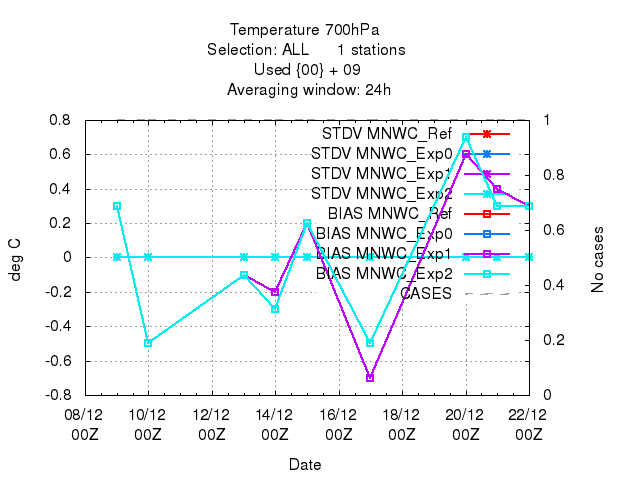 Temperature 700hPa
Selection: ALL 1 stations
Used {00} + 09
Averaging window: 24h
0.8 1
STDV MNWC_Ref
0.6 STDV MNWC_Exp0
STDV MNWC_Exp1 0.8
0.4 STDV MNWC_Exp2
BIAS MNWC_Ref
0.2 BIAS MNWC_Exp0 0.6
0 BIAS MNWC_Exp1
BIAS MNWC_Exp2
-0.2 CASES 0.4
-0.4 0.2
-0.6
-0.8 0
deg C
No cases
08/12 10/12 12/12 14/12 16/12 18/12 20/12 22/12
00Z 00Z 00Z 00Z 00Z 00Z 00Z 00Z
Date